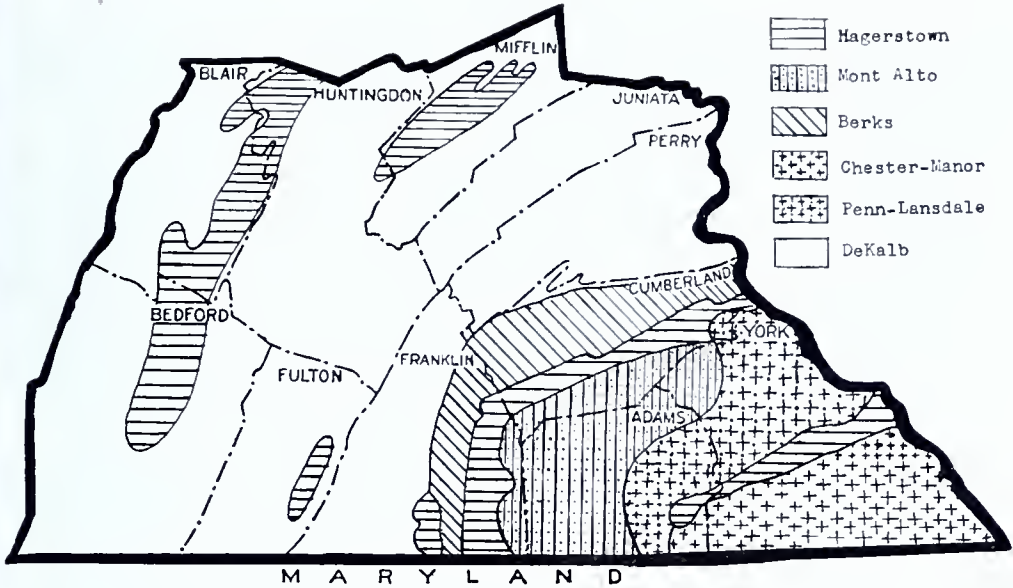 MIFFLIN
BLAIR
HUNTINGDON
JUNIATA
PERRY
CUMBERLAND
BEDFORD
YORK
FRANKLIN
FULTON
ADAMS
MARYLAND
Hagerstown
Mont Alto
Berks
Chester-Manor
Penn-Lansdale
DeKalb